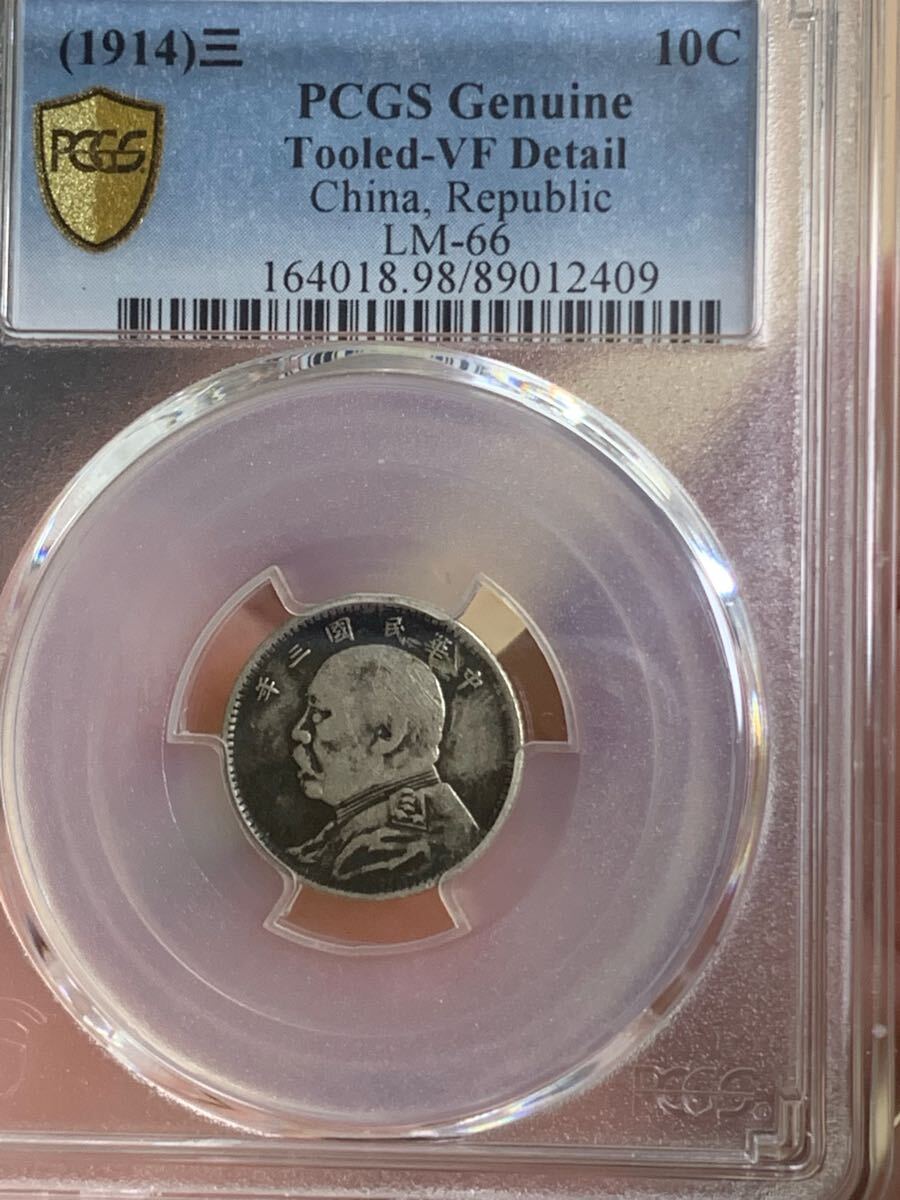 (1914)三 10C
PCGS
PCGS Genuine
Tooled-VF Detail
China, Republic
LM-66
164018.98/89012409
年三國民華中
PCGS